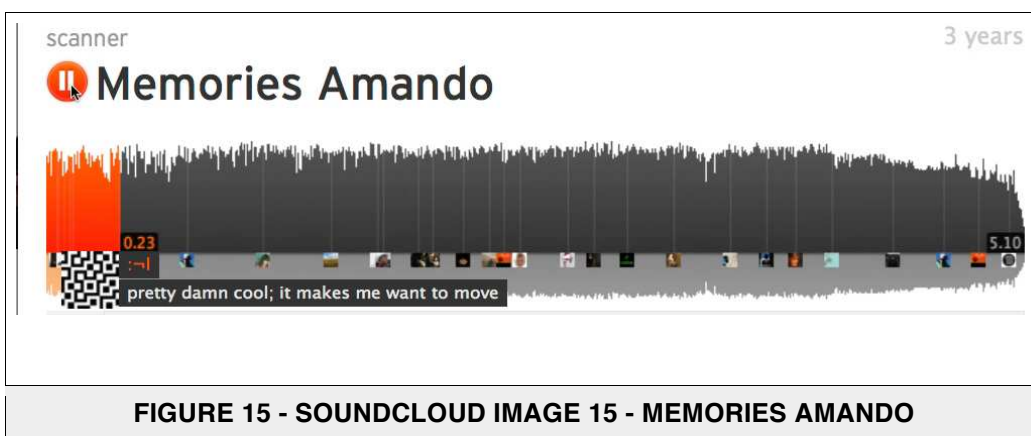 scanner
3 years
Memories Amando
0.23
5.10
:¬|
pretty damn cool; it makes me want to move
FIGURE 15 - SOUNDCLOUD IMAGE 15 - MEMORIES AMANDO